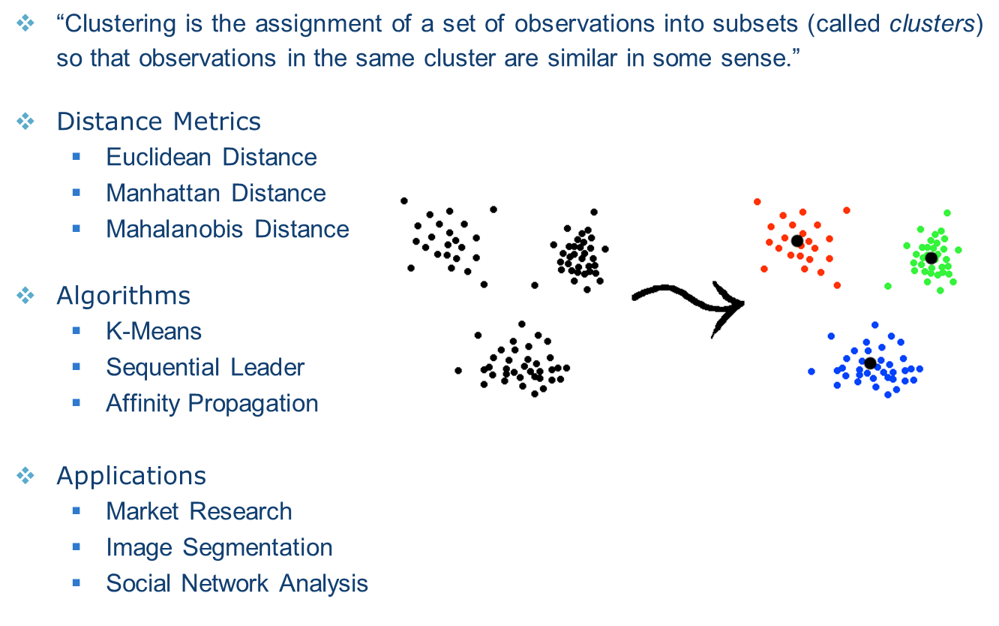 “Clustering is the assignment of a set of observations into subsets (called clusters)
so that observations in the same cluster are similar in some sense.”
Distance Metrics
Euclidean Distance
Manhattan Distance
Mahalanobis Distance
Algorithms
K-Means
Sequential Leader
Affinity Propagation
Applications
Market Research
Image Segmentation
Social Network Analysis